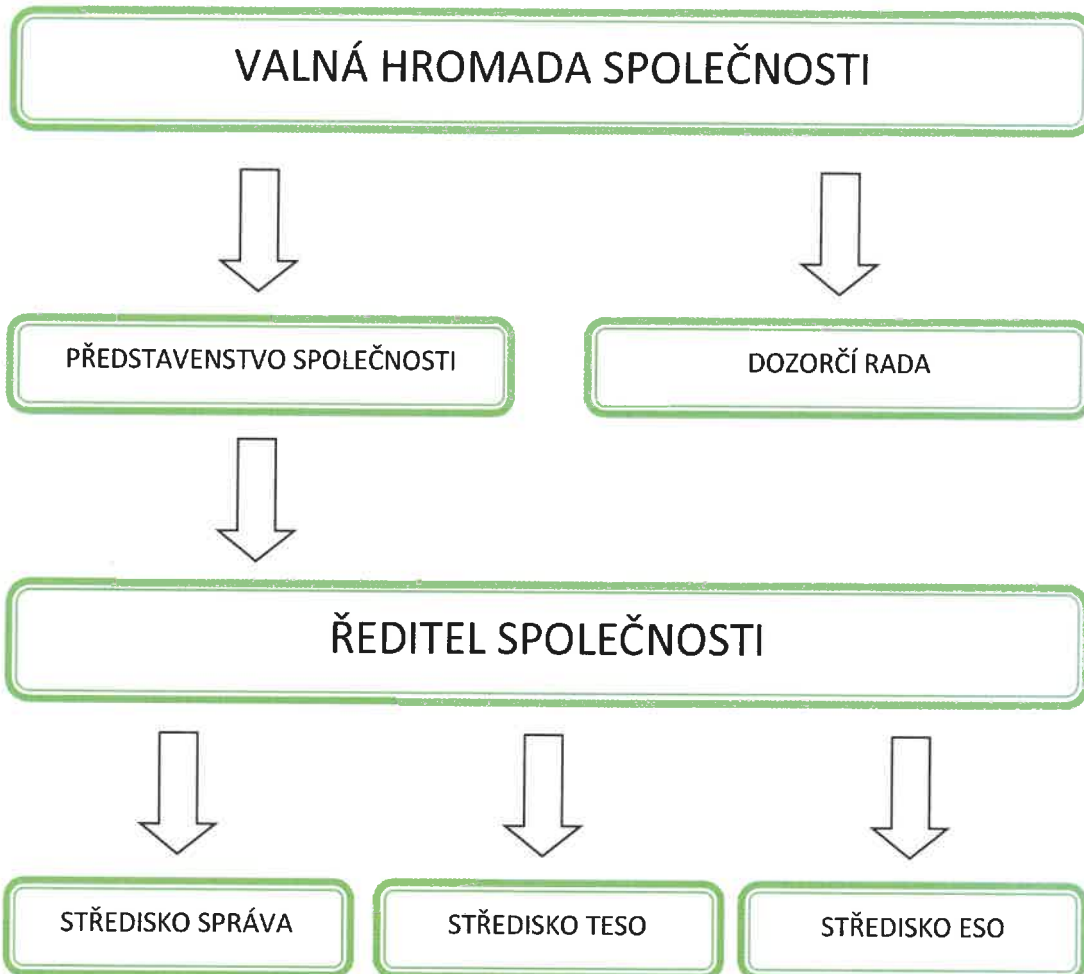 VALNÁ HROMADA SPOLEČNOSTI
PŘEDSTAVENSTVO SPOLEČNOSTI
DOZORČÍ RADA
ŘEDITEL SPOLEČNOSTI
STŘEDISKO SPRÁVA
STŘEDISKO TESO
STŘEDISKO ESO